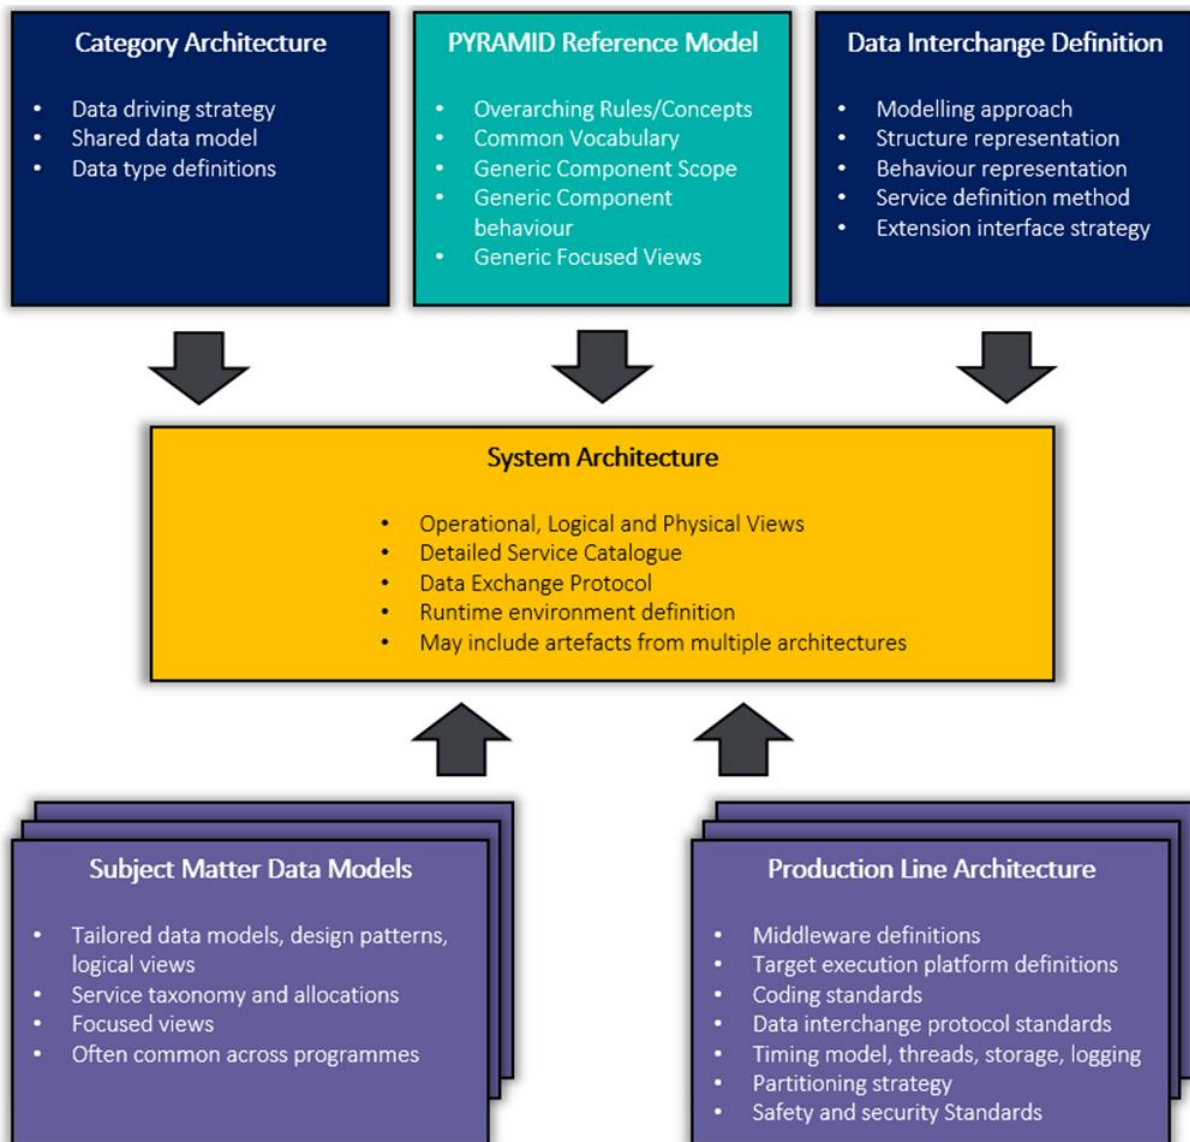 Category Architecture
• Data driving strategy
• Shared data model
• Data type definitions
PYRAMID Reference Model
• Overarching Rules/Concepts
• Common Vocabulary
• Generic Component Scope
• Generic Component
behaviour
• Generic Focused Views
Data Interchange Definition
• Modelling approach
• Structure representation
• Behaviour representation
• Service definition method
• Extension interface strategy
System Architecture
• Operational, Logical and Physical Views
• Detailed Service Catalogue
• Data Exchange Protocol
• Runtime environment definition
• May include artefacts from multiple architectures
Subject Matter Data Models
• Tailored data models, design patterns,
logical views
• Service taxonomy and allocations
• Focused views
• Often common across programmes
Production Line Architecture
• Middleware definitions
• Target execution platform definitions
• Coding standards
• Data interchange protocol standards
• Timing model, threads, storage, logging
• Partitioning strategy
• Safety and security Standards